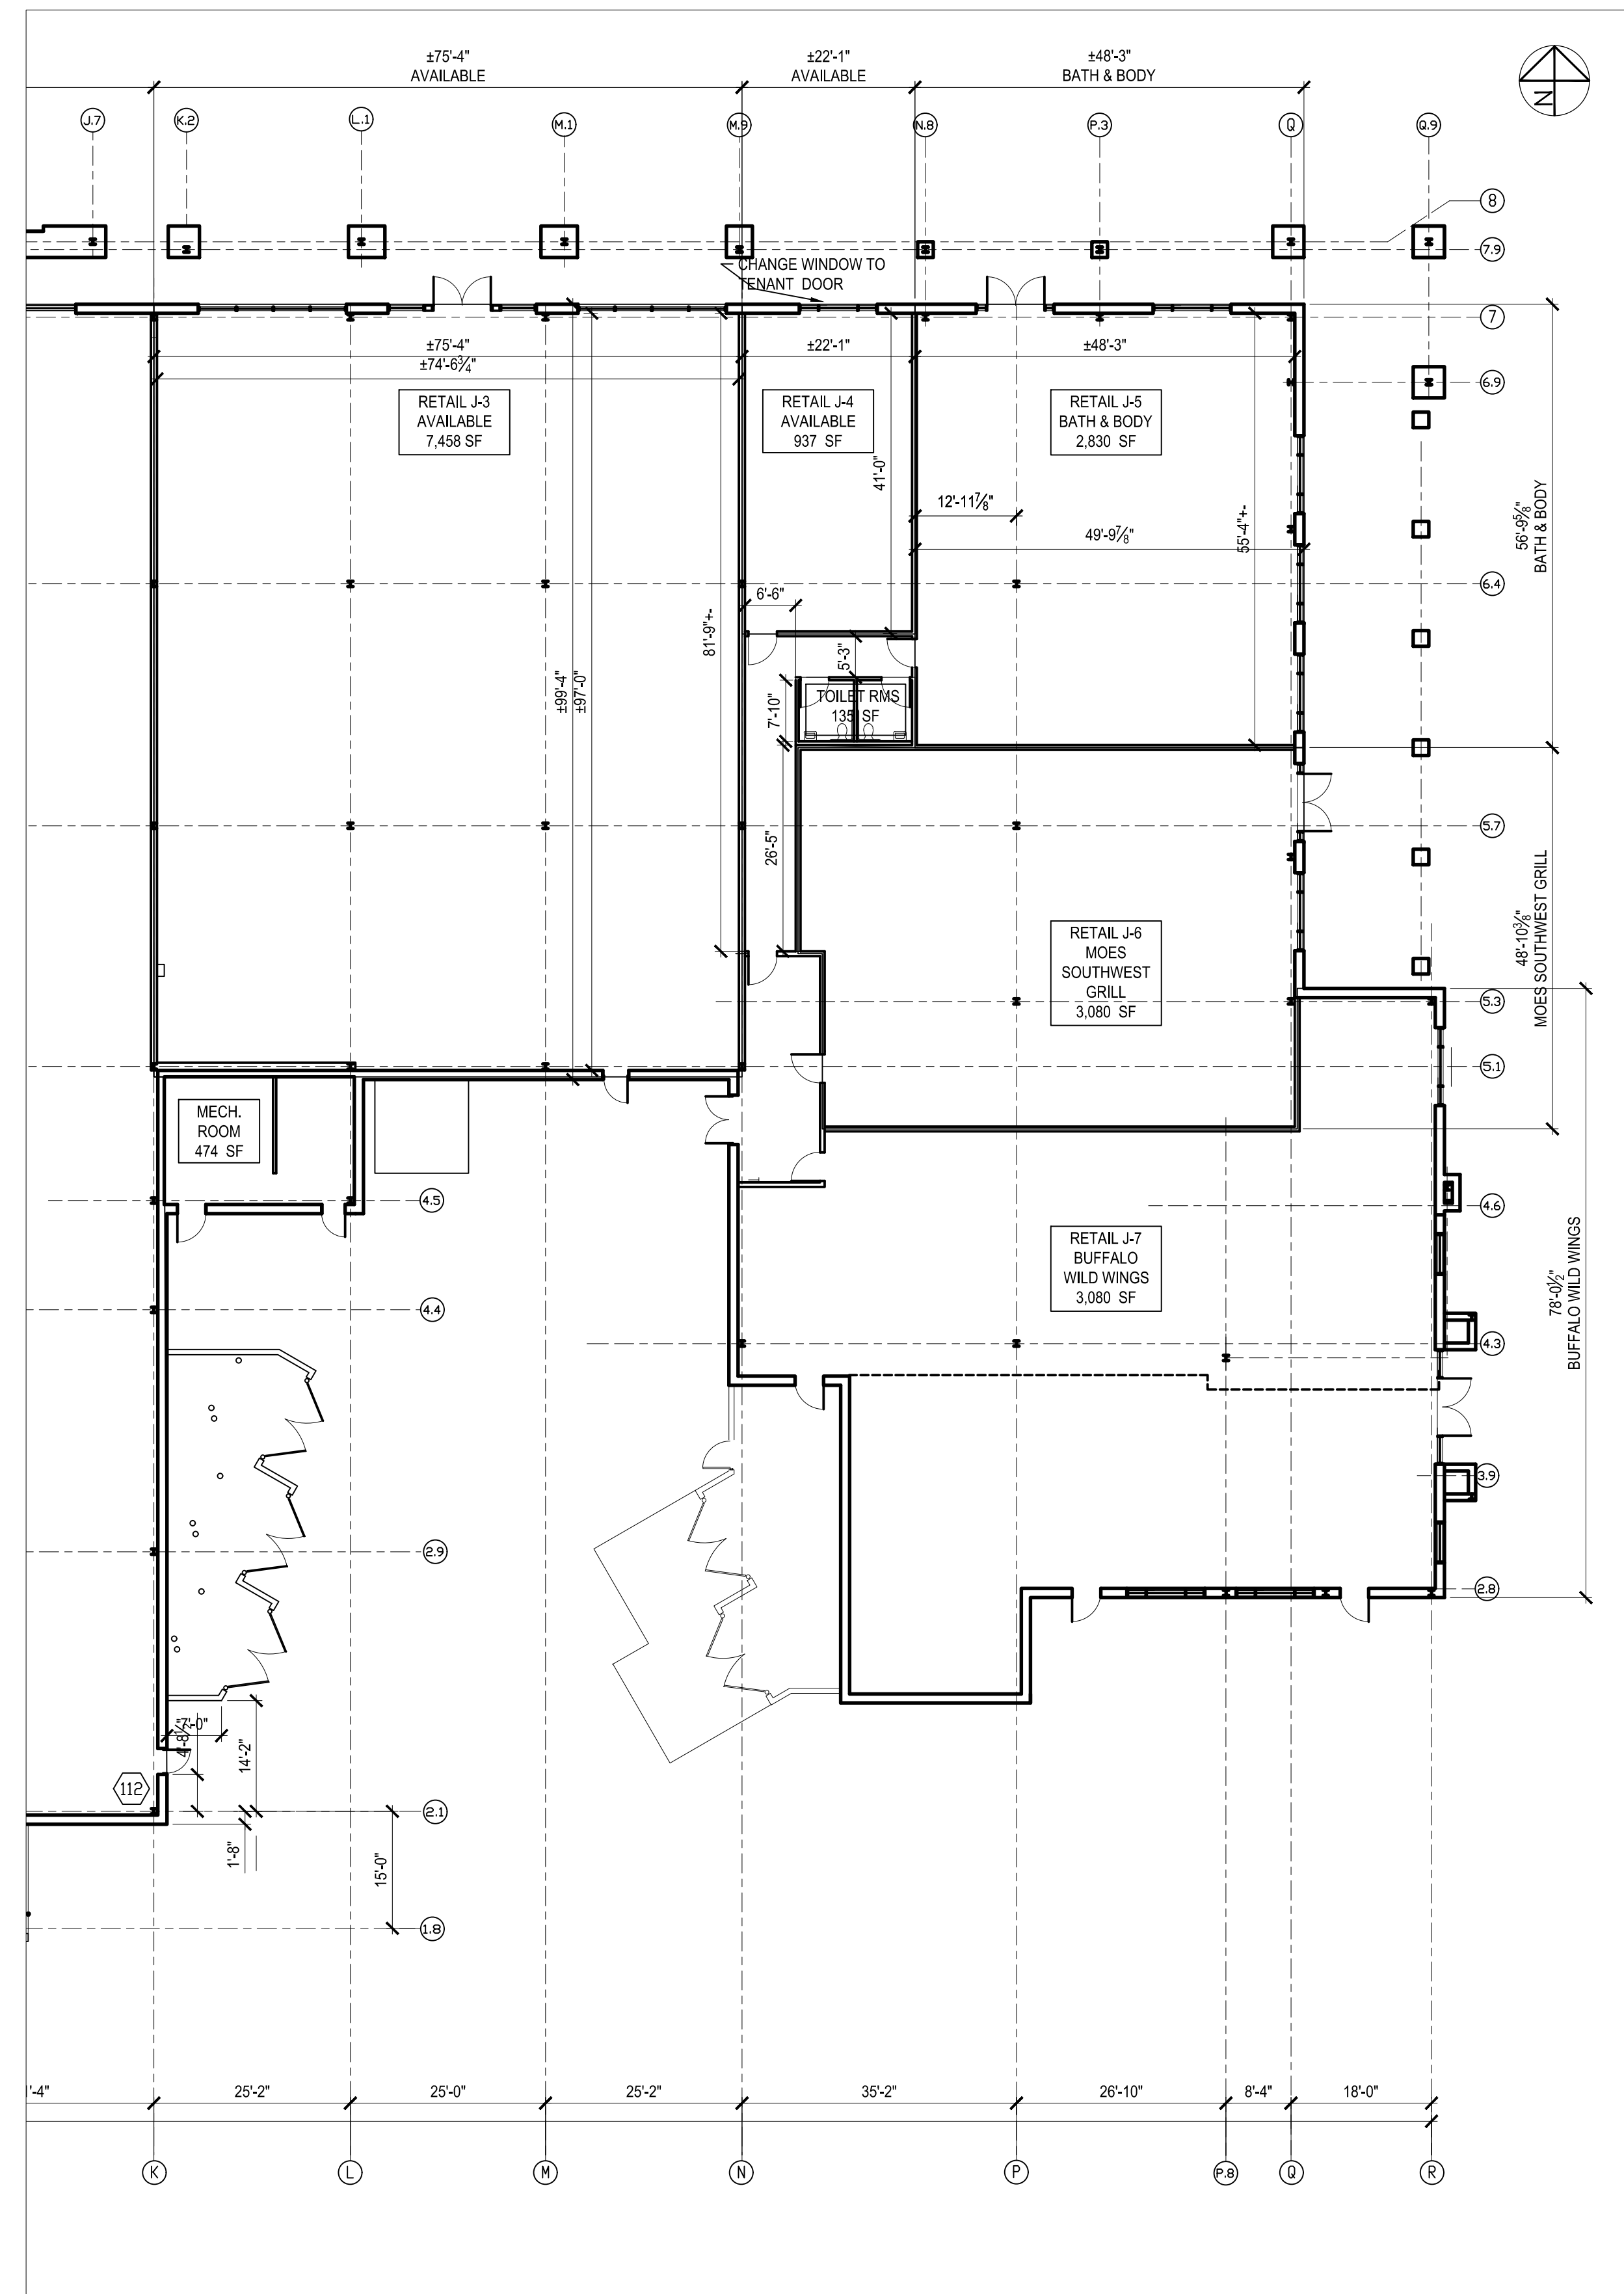 ±75'-4"
AVAILABLE
±22'-1"
AVAILABLE
±48'-3"
BATH & BODY
N
J.7
K.2
L.1
M.1
M.9
N.8
P.3
Q
Q.9
8
7.9
CHANGE WINDOW TO
TENANT DOOR
7
±75'-4"
±22'-1"
±48'-3"
±74'-6¾"
6.9
RETAIL J-3
AVAILABLE
7,458 SF
RETAIL J-4
AVAILABLE
937 SF
RETAIL J-5
BATH & BODY
2,830 SF
41'-0"
12'-11⅞"
49'-9⅞"
55'-4"+-
56'-9⅝"
BATH & BODY
6.4
6'-6"
81'-9"+-
5'-3"
±99'-4"
±97'-0"
7'-10"
TOILET RMS
135 SF
26'-5"
5.7
RETAIL J-6
MOES
SOUTHWEST
GRILL
3,080 SF
48'-10⅜"
MOES SOUTHWEST GRILL
5.3
5.1
MECH.
ROOM
474 SF
4.5
4.6
RETAIL J-7
BUFFALO
WILD WINGS
3,080 SF
78'-0½"
BUFFALO WILD WINGS
4.4
4.3
3.9
2.9
2.8
7'-0"
4'-8½"
14'-2"
112
2.1
1'-8"
15'-0"
1.8
'-4"
25'-2"
25'-0"
25'-2"
35'-2"
26'-10"
8'-4"
18'-0"
K
L
M
N
P
P.8
Q
R